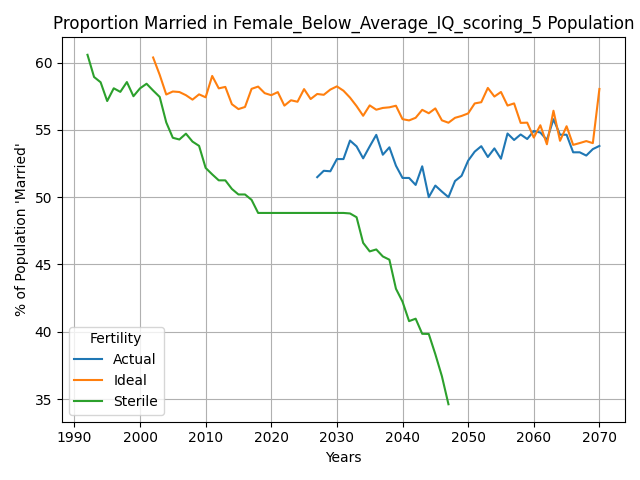 Proportion Married in Female_Below_Average_IQ_scoring_5 Population
% of Population 'Married'
60
55
50
45
40
35
Fertility
Actual
Ideal
Sterile
1990 2000 2010 2020 2030 2040 2050 2060 2070
Years